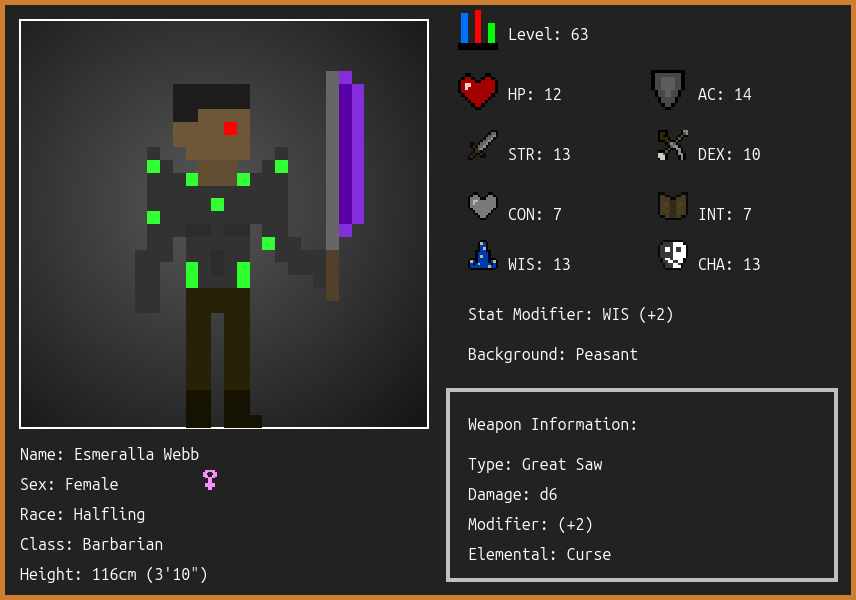 Level: 63
HP: 12
AC: 14
STR: 13
DEX: 10
CON: 7
INT: 7
WIS: 13
CHA: 13
Stat Modifier: WIS (+2)
Background: Peasant
Weapon Information:
Type: Great Saw
Damage: d6
Modifier: (+2)
Elemental: Curse
Name: Esmeralla Webb
Sex: Female
Race: Halfling
Class: Barbarian
Height: 116cm (3'10")